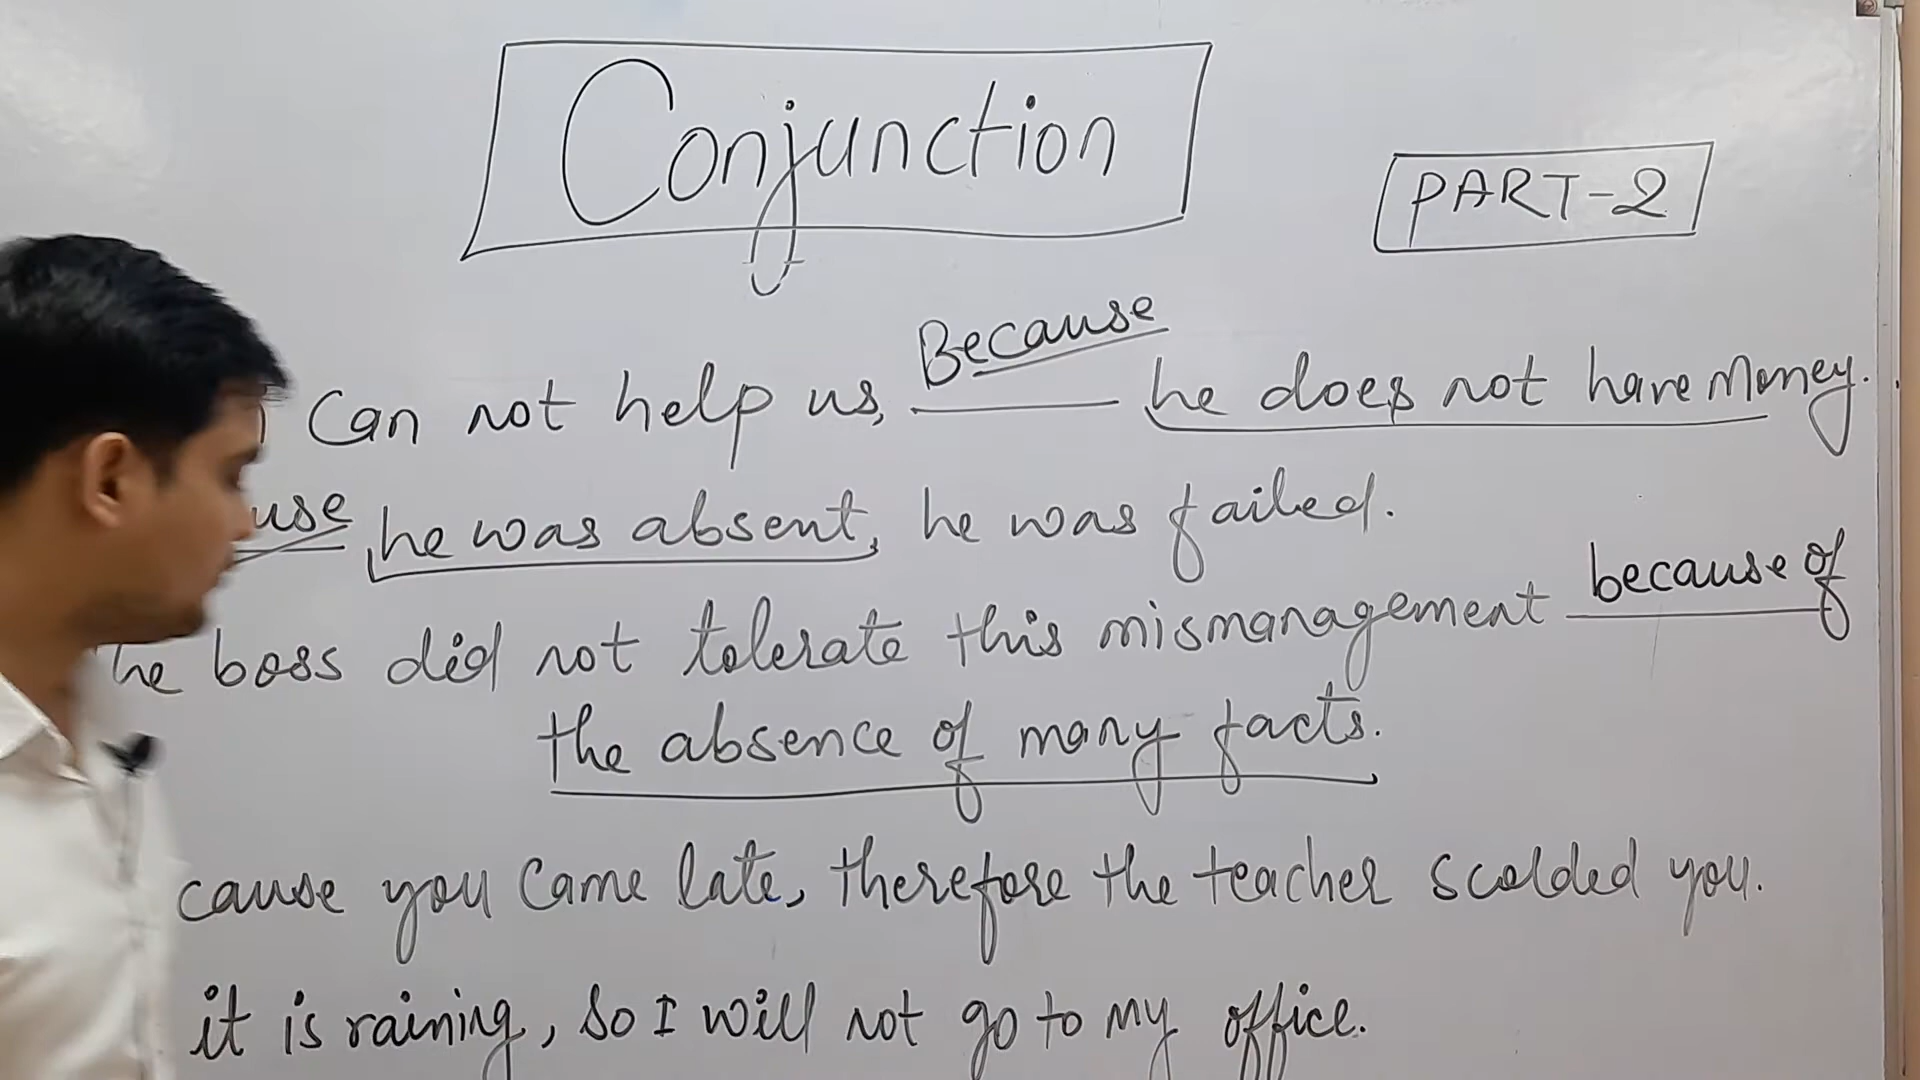 Conjunction
PART-2
Because
can not help us, he does not have money.
use he was absent, he was failed.
because of
he boss did not tolerate this mismanagement
the absence of many facts.
cause you came late, therefore the teacher scolded you.
it is raining, so I will not go to my office.